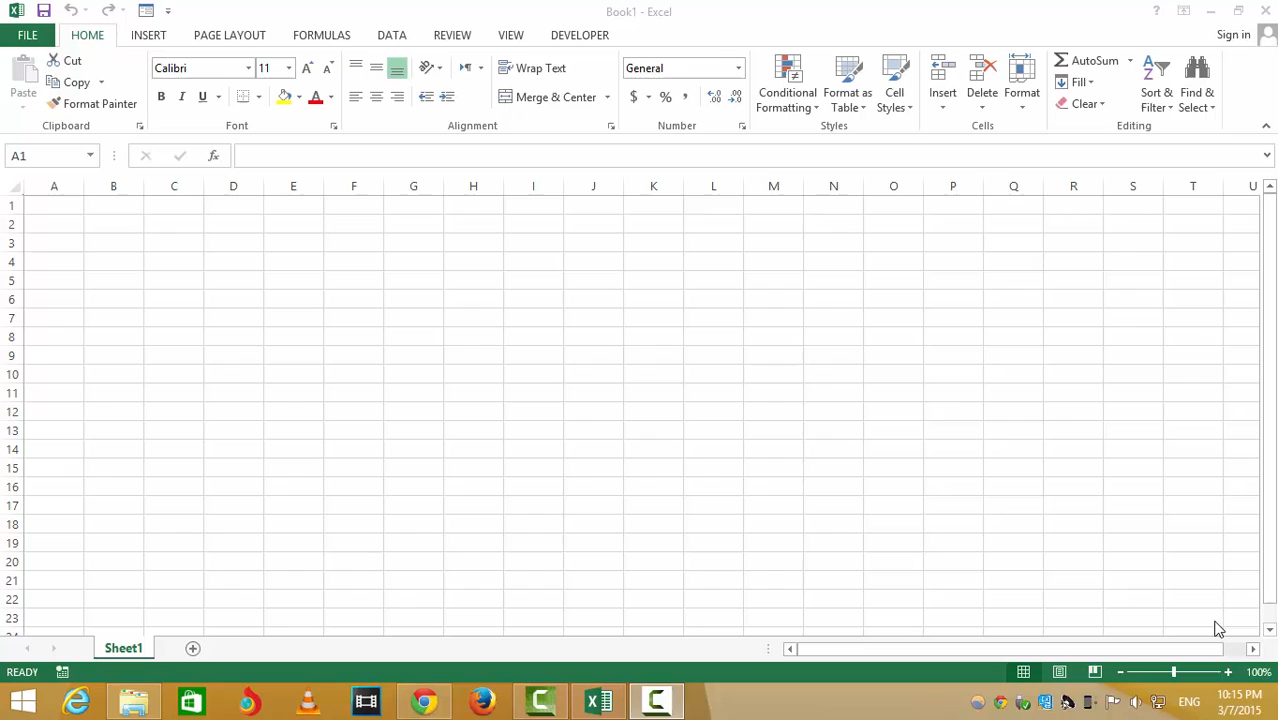 Book1 - Excel
?
FILE
HOME
INSERT
PAGE LAYOUT
FORMULAS
DATA
REVIEW
VIEW
DEVELOPER
Sign in
Paste
Cut
Copy
Format Painter
Clipboard
Calibri
11
B I U
Font
Wrap Text
Merge & Center
Alignment
General
$ % ,
Number
Conditional
Formatting
Format as
Table
Cell
Styles
Styles
Insert
Delete
Format
Cells
AutoSum
Fill
Clear
Sort &
Filter
Find &
Select
Editing
A1
fx
A B C D E F G H I J K L M N O P Q R S T U
1
2
3
4
5
6
7
8
9
10
11
12
13
14
15
16
17
18
19
20
21
22
23
Sheet1
READY
100%
ENG
10:15 PM
3/7/2015